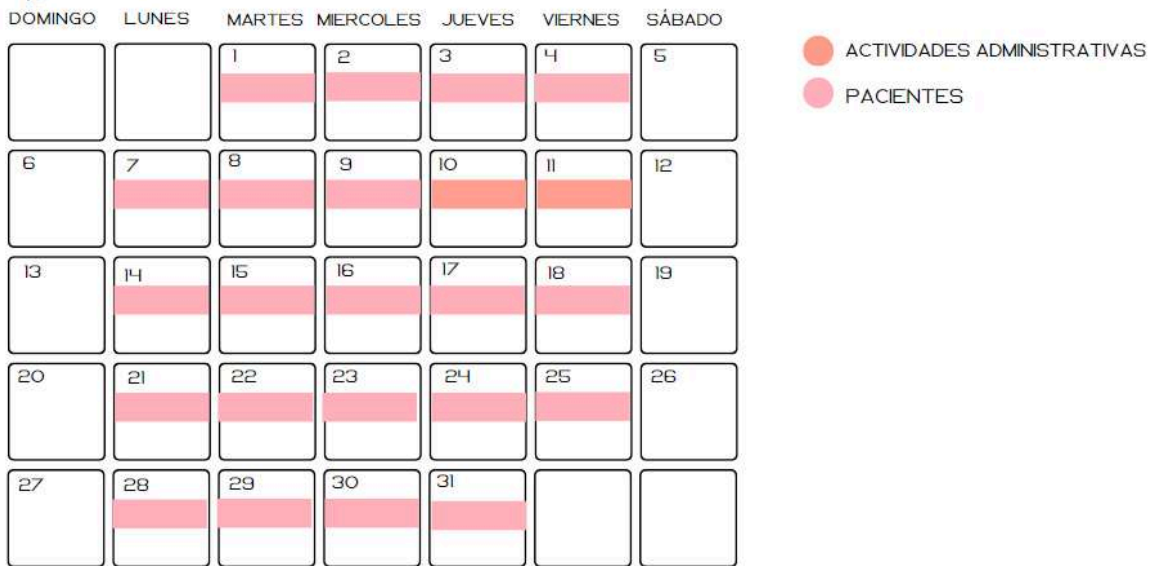 DOMINGO LUNES MARTES MIERCOLES JUEVES VIERNES SÁBADO
1 2 3 4 5
6 7 8 9 10 11 12
13 14 15 16 17 18 19
20 21 22 23 24 25 26
27 28 29 30 31
ACTIVIDADES ADMINISTRATIVAS
PACIENTES